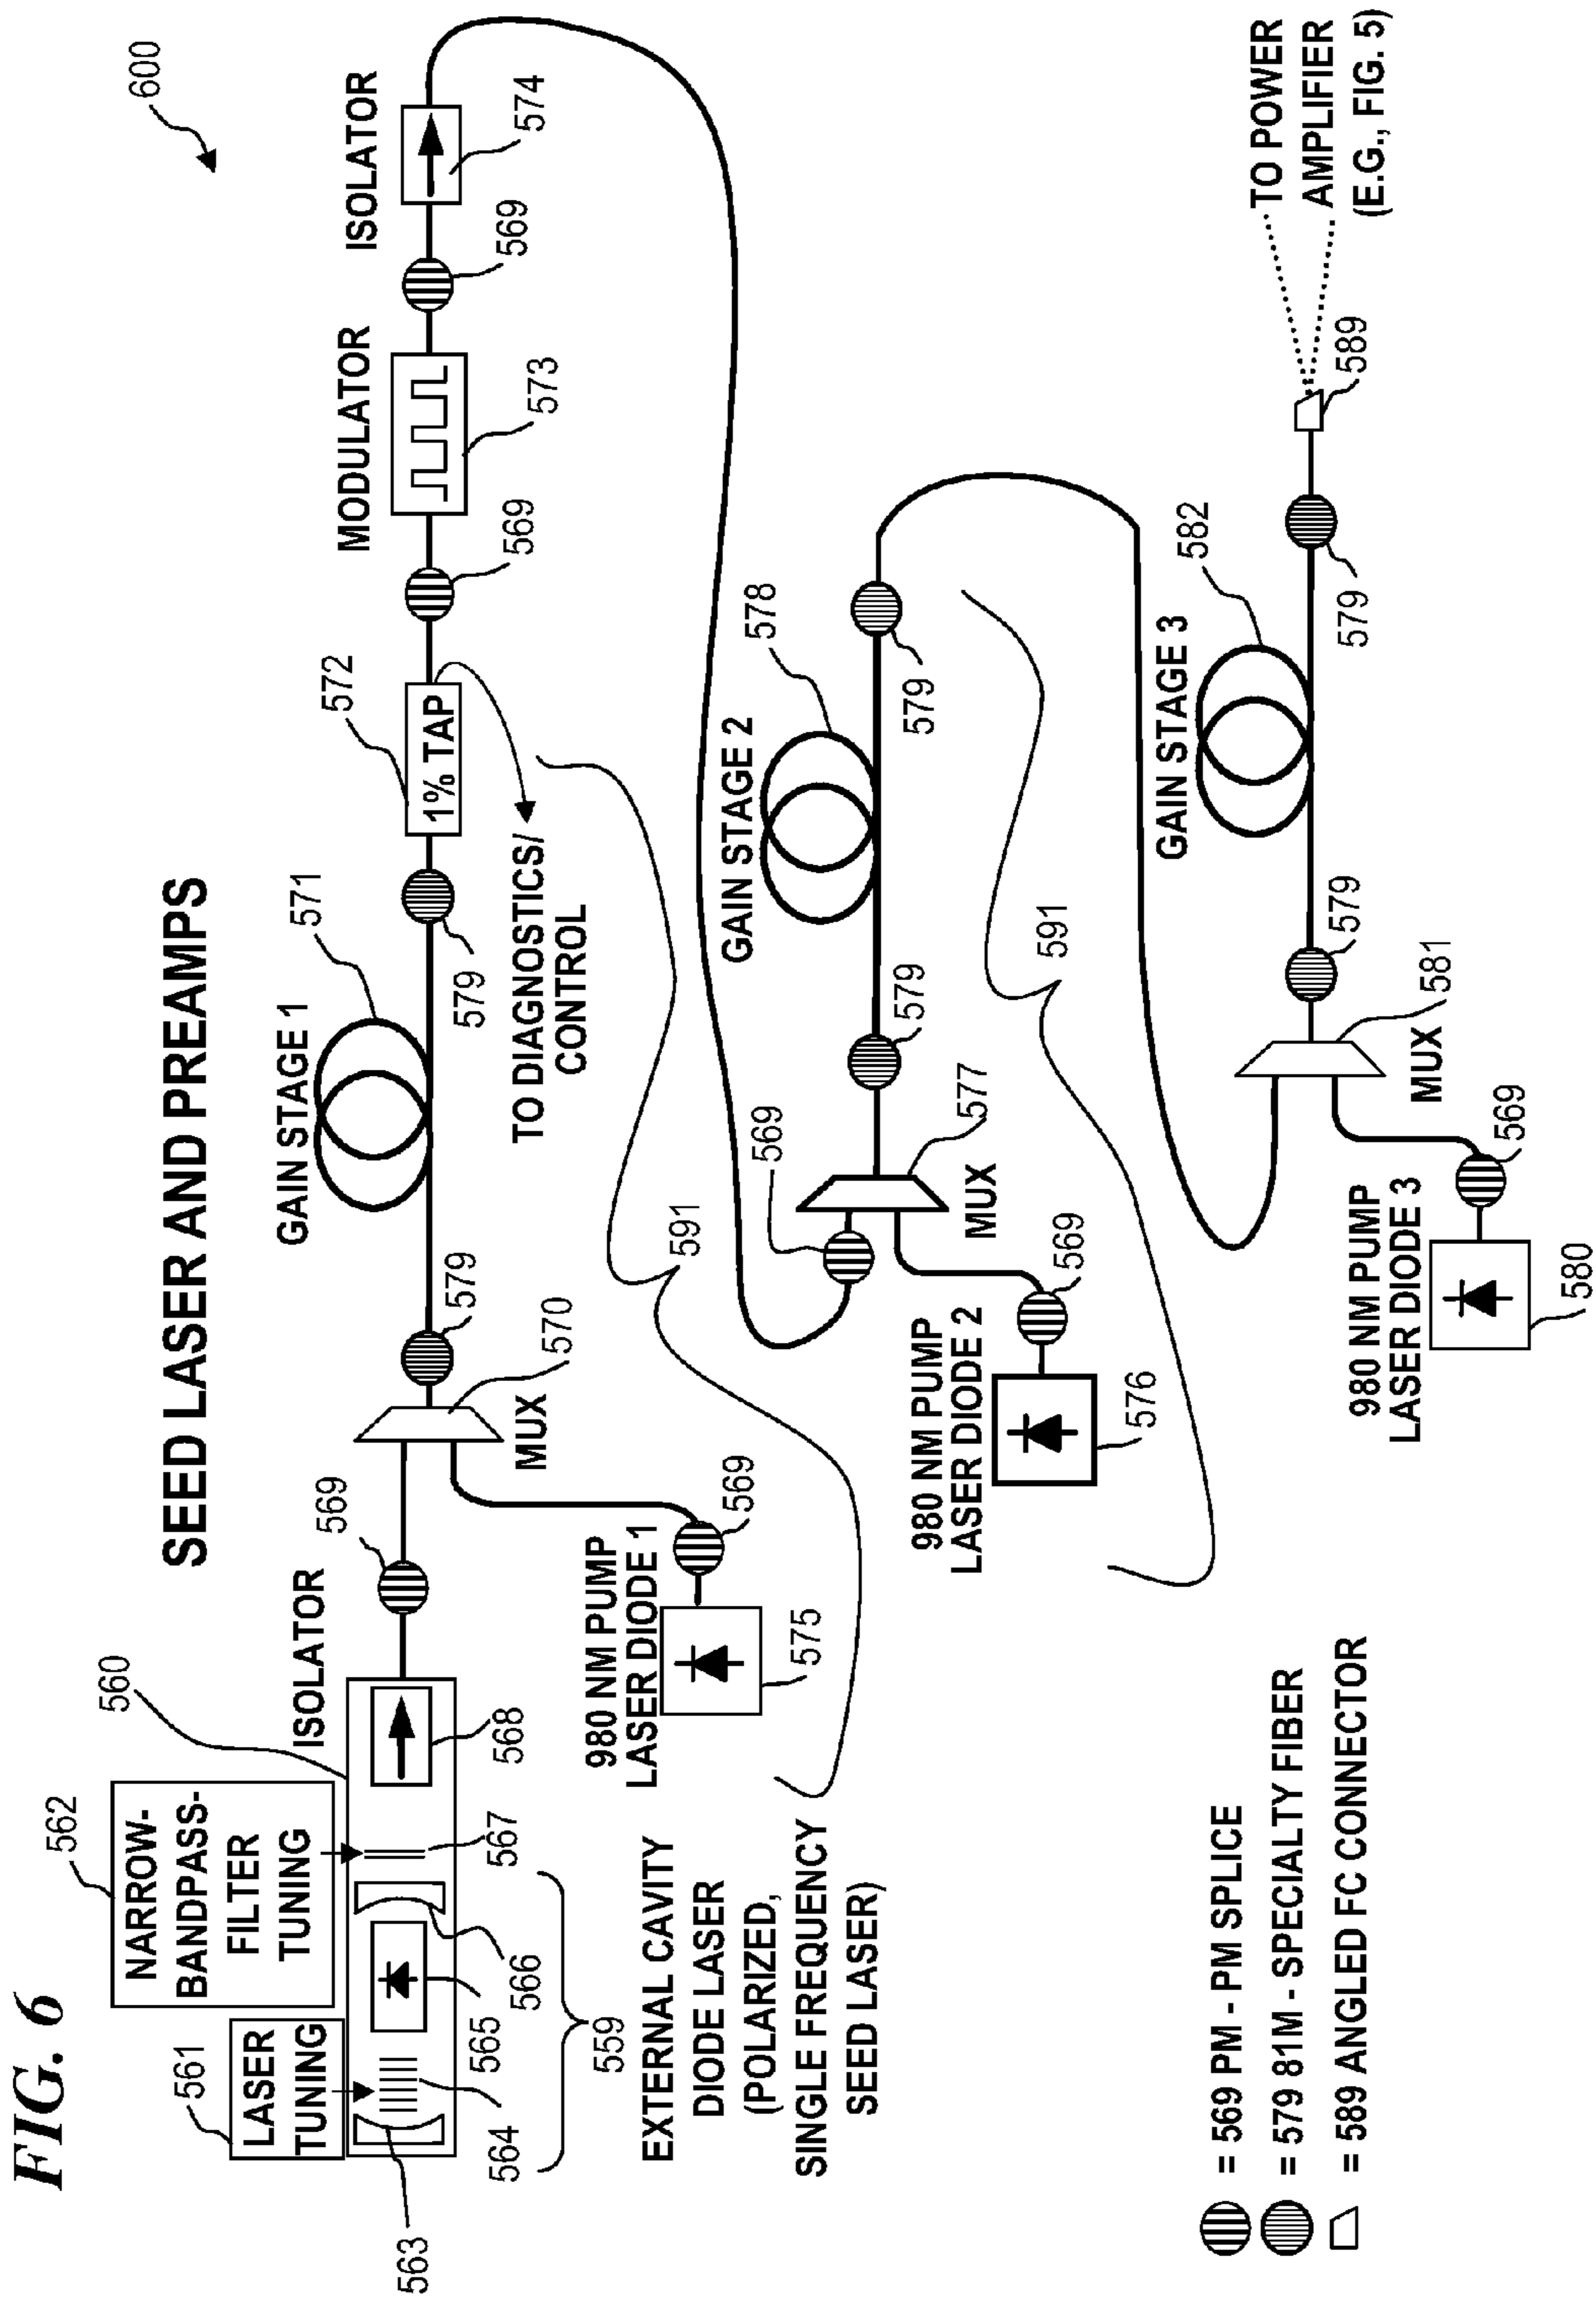 FIG. 6
SEED LASER AND PREAMPS
600
561
LASER
TUNING
562
NARROW-
BANDPASS-
FILTER
TUNING
560
ISOLATOR
569
GAIN STAGE 1
571
572
1% TAP
MODULATOR
ISOLATOR
563
564
565
566
567
568
559
570
MUX
579
579
569
573
569
574
EXTERNAL CAVITY
DIODE LASER
(POLARIZED,
SINGLE FREQUENCY
SEED LASER)
980 NM PUMP
LASER DIODE 1
569
575
591
TO DIAGNOSTICS/
CONTROL
GAIN STAGE 2
578
569
577
MUX
579
579
980 NM PUMP
LASER DIODE 2
569
576
591
GAIN STAGE 3
582
579
581
MUX
579
589
TO POWER
AMPLIFIER
(E.G., FIG. 5)
980 NM PUMP
LASER DIODE 3
569
580
= 569 PM - PM SPLICE
= 579 81M - SPECIALTY FIBER
= 589 ANGLED FC CONNECTOR